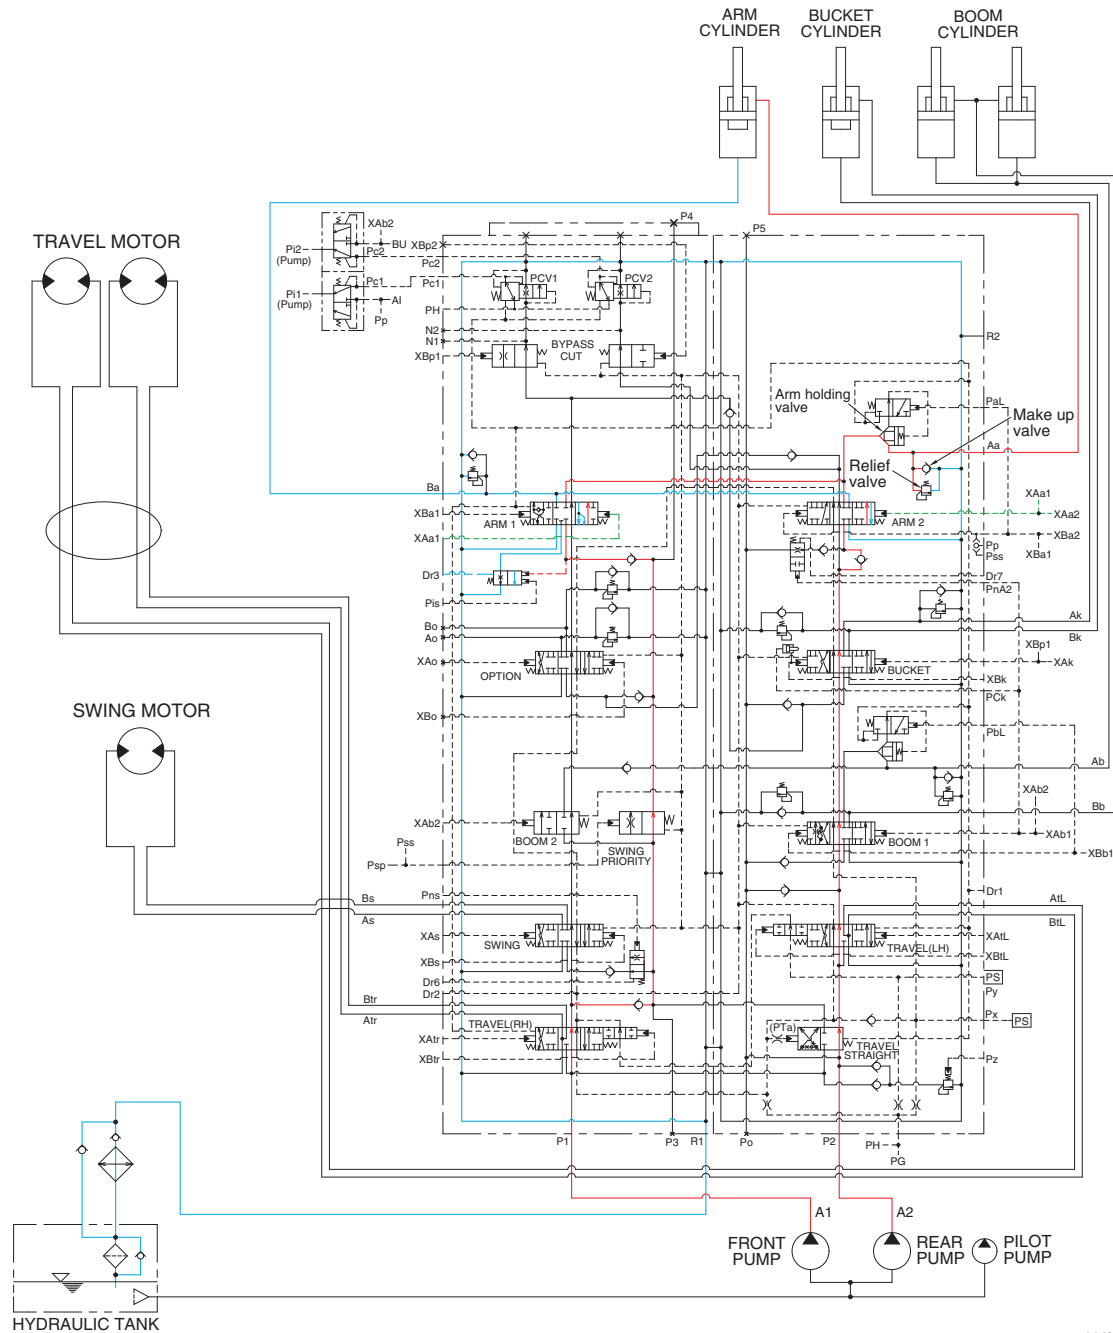 ARM
CYLINDER
BUCKET
CYLINDER
BOOM
CYLINDER
TRAVEL MOTOR
XAb2
BU
Pi2
(Pump)
Pc2
Pc1
Pi1
(Pump)
AI
Pp
XBp2
Pc2
Pc1
PH
N2
N1
XBp1
P4
P5
PCV1
PCV2
BYPASS
CUT
R2
Arm holding
valve
PaL
Make up
valve
Aa
Relief
valve
Ba
XBa1
ARM 1
XAa1
ARM 2
XAa1
XAa2
XBa2
XBa1
Pp
Pss
Dr3
Pis
Dr7
PnA2
Bo
Ao
Ak
Bk
XBp1
XAo
OPTION
BUCKET
XAk
XBk
XBo
PCk
PbL
SWING MOTOR
Ab
XAb2
Bb
XAb2
BOOM 2
SWING
PRIORITY
BOOM 1
XAb1
XBb1
Pss
Psp
Pns
Bs
As
Dr1
AtL
BtL
XAs
SWING
TRAVEL(LH)
XAtL
XBs
XBtL
Dr6
Dr2
PS
Py
Btr
Atr
TRAVEL(RH)
(PTa)
Px
PS
XAtr
XBtr
TRAVEL
STRAIGHT
Pz
P1
P3
R1
Po
P2
PH
PG
A1
A2
FRONT
PUMP
REAR
PUMP
PILOT
PUMP
HYDRAULIC TANK